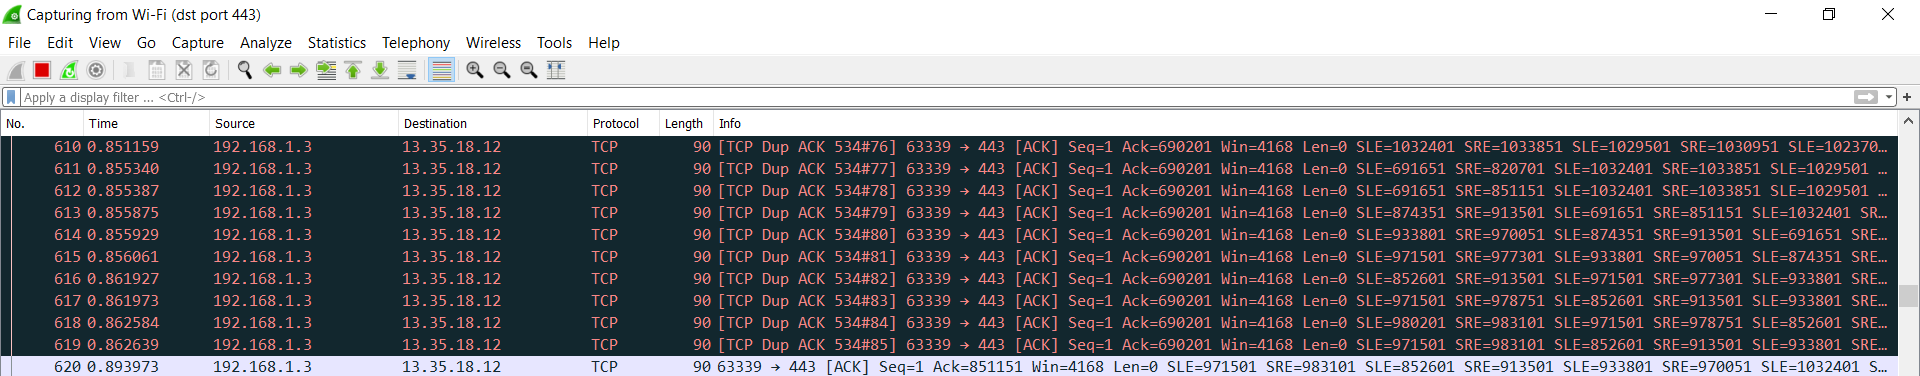 Capturing from Wi-Fi (dst port 443)
File Edit View Go Capture Analyze Statistics Telephony Wireless Tools Help
Apply a display filter ... <Ctrl-/>
No. Time Source Destination Protocol Length Info
610 0.851159 192.168.1.3 13.35.18.12 TCP 90 [TCP Dup ACK 534#76] 63339 → 443 [ACK] Seq=1 Ack=690201 Win=4168 Len=0 SLE=1032401 SRE=1033851 SLE=1029501 SRE=1030951 SLE=102370…
611 0.855340 192.168.1.3 13.35.18.12 TCP 90 [TCP Dup ACK 534#77] 63339 → 443 [ACK] Seq=1 Ack=690201 Win=4168 Len=0 SLE=691651 SRE=820701 SLE=1032401 SRE=1033851 SLE=1029501 …
612 0.855387 192.168.1.3 13.35.18.12 TCP 90 [TCP Dup ACK 534#78] 63339 → 443 [ACK] Seq=1 Ack=690201 Win=4168 Len=0 SLE=691651 SRE=851151 SLE=1032401 SRE=1033851 SLE=1029501 …
613 0.855875 192.168.1.3 13.35.18.12 TCP 90 [TCP Dup ACK 534#79] 63339 → 443 [ACK] Seq=1 Ack=690201 Win=4168 Len=0 SLE=874351 SRE=913501 SLE=691651 SRE=851151 SLE=1032401 SR…
614 0.855929 192.168.1.3 13.35.18.12 TCP 90 [TCP Dup ACK 534#80] 63339 → 443 [ACK] Seq=1 Ack=690201 Win=4168 Len=0 SLE=933801 SRE=970051 SLE=874351 SRE=913501 SLE=691651 SRE…
615 0.856061 192.168.1.3 13.35.18.12 TCP 90 [TCP Dup ACK 534#81] 63339 → 443 [ACK] Seq=1 Ack=690201 Win=4168 Len=0 SLE=971501 SRE=977301 SLE=933801 SRE=970051 SLE=874351 SRE…
616 0.861927 192.168.1.3 13.35.18.12 TCP 90 [TCP Dup ACK 534#82] 63339 → 443 [ACK] Seq=1 Ack=690201 Win=4168 Len=0 SLE=852601 SRE=913501 SLE=971501 SRE=977301 SLE=933801 SRE…
617 0.861973 192.168.1.3 13.35.18.12 TCP 90 [TCP Dup ACK 534#83] 63339 → 443 [ACK] Seq=1 Ack=690201 Win=4168 Len=0 SLE=971501 SRE=978751 SLE=852601 SRE=913501 SLE=933801 SRE…
618 0.862584 192.168.1.3 13.35.18.12 TCP 90 [TCP Dup ACK 534#84] 63339 → 443 [ACK] Seq=1 Ack=690201 Win=4168 Len=0 SLE=980201 SRE=983101 SLE=971501 SRE=978751 SLE=852601 SRE…
619 0.862639 192.168.1.3 13.35.18.12 TCP 90 [TCP Dup ACK 534#85] 63339 → 443 [ACK] Seq=1 Ack=690201 Win=4168 Len=0 SLE=971501 SRE=983101 SLE=852601 SRE=913501 SLE=933801 SRE…
620 0.893973 192.168.1.3 13.35.18.12 TCP 90 63339 → 443 [ACK] Seq=1 Ack=851151 Win=4168 Len=0 SLE=971501 SRE=983101 SLE=852601 SRE=913501 SLE=933801 SRE=970051 SLE=1032401 S…